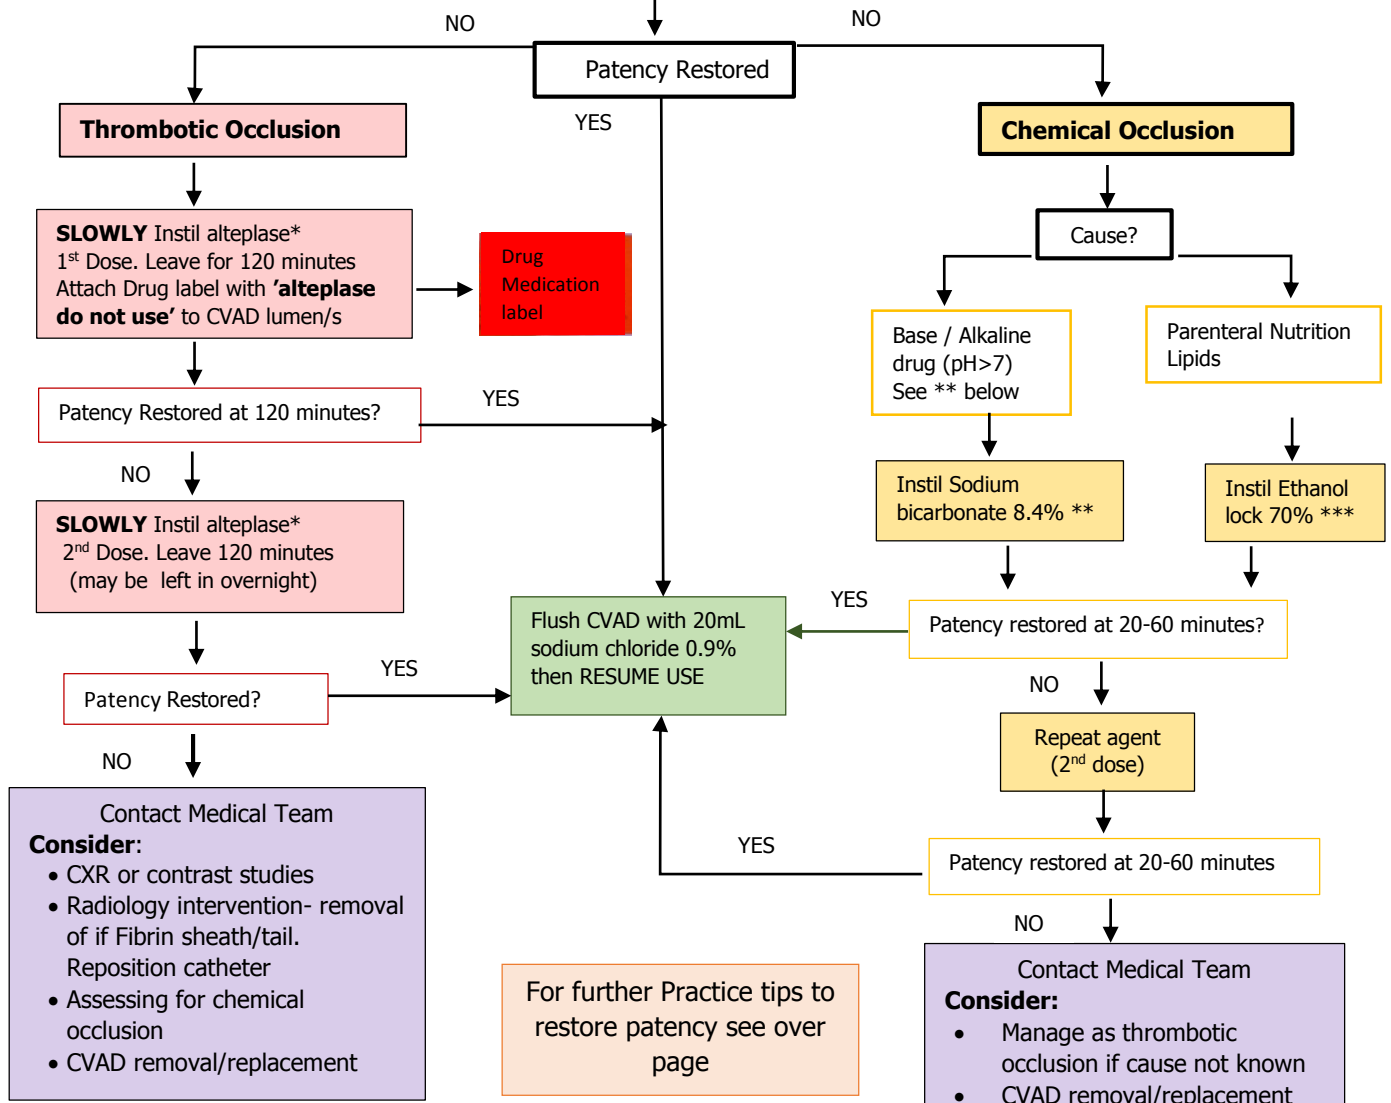 NO
NO
Patency Restored
YES
Thrombotic Occlusion
Chemical Occlusion
SLOWLY Instil alteplase*
1st Dose. Leave for 120 minutes
Attach Drug label with ’alteplase
do not use’ to CVAD lumen/s
Drug
Medication
label
Cause?
Base / Alkaline
drug (pH>7)
See ** below
Parenteral Nutrition
Lipids
Patency Restored at 120 minutes?
YES
NO
Instil Sodium
bicarbonate 8.4% **
Instil Ethanol
lock 70% ***
SLOWLY Instil alteplase*
2nd Dose. Leave 120 minutes
(may be left in overnight)
Flush CVAD with 20mL
sodium chloride 0.9%
then RESUME USE
YES
Patency restored at 20-60 minutes?
YES
NO
Patency Restored?
Repeat agent
(2nd dose)
NO
YES
Patency restored at 20-60 minutes
NO
Contact Medical Team
Consider:
• CXR or contrast studies
• Radiology intervention- removal
of if Fibrin sheath/tail.
Reposition catheter
• Assessing for chemical
occlusion
• CVAD removal/replacement
For further Practice tips to
restore patency see over
page
Contact Medical Team
Consider:
• Manage as thrombotic
occlusion if cause not known
• CVAD removal/replacement